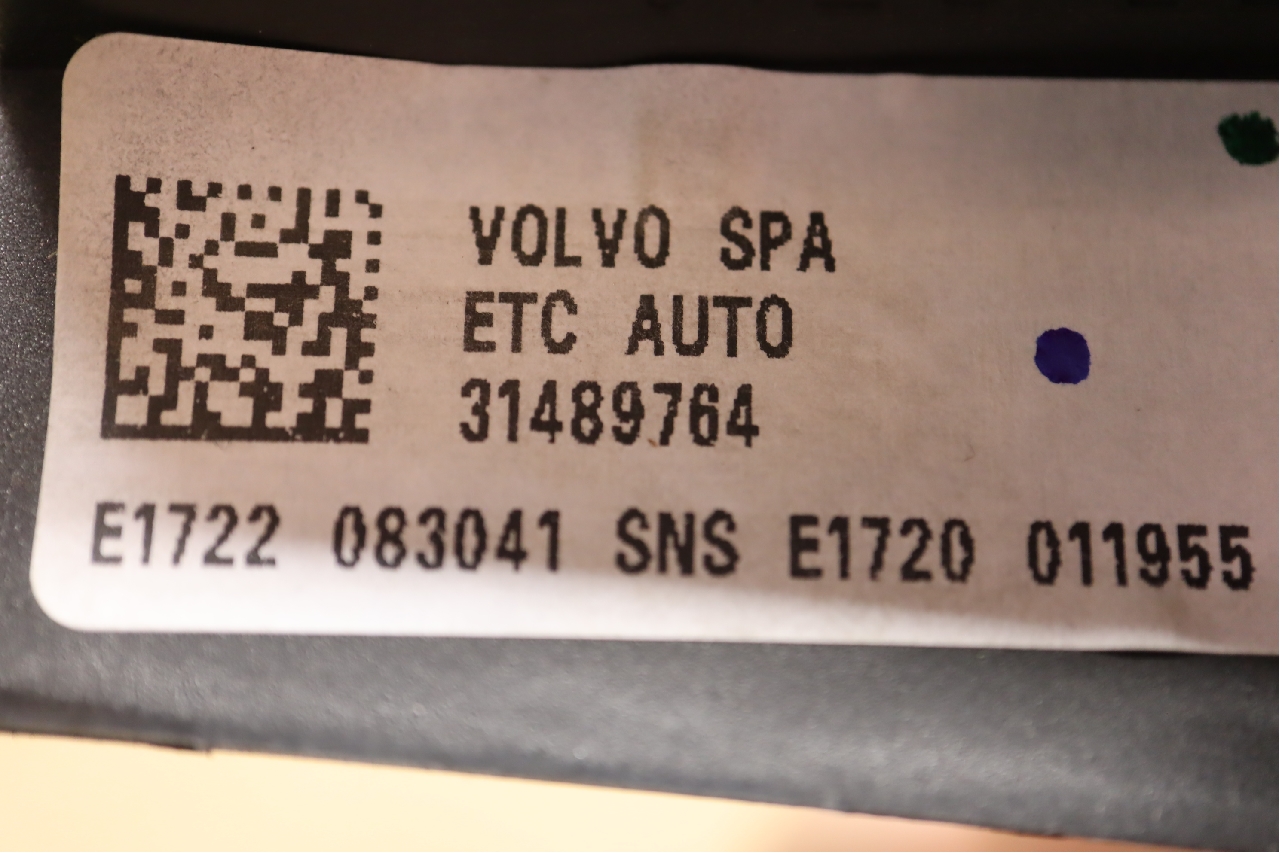 VOLVO SPA
ETC AUTO
31489764
E1722 083041 SNS E1720 011955